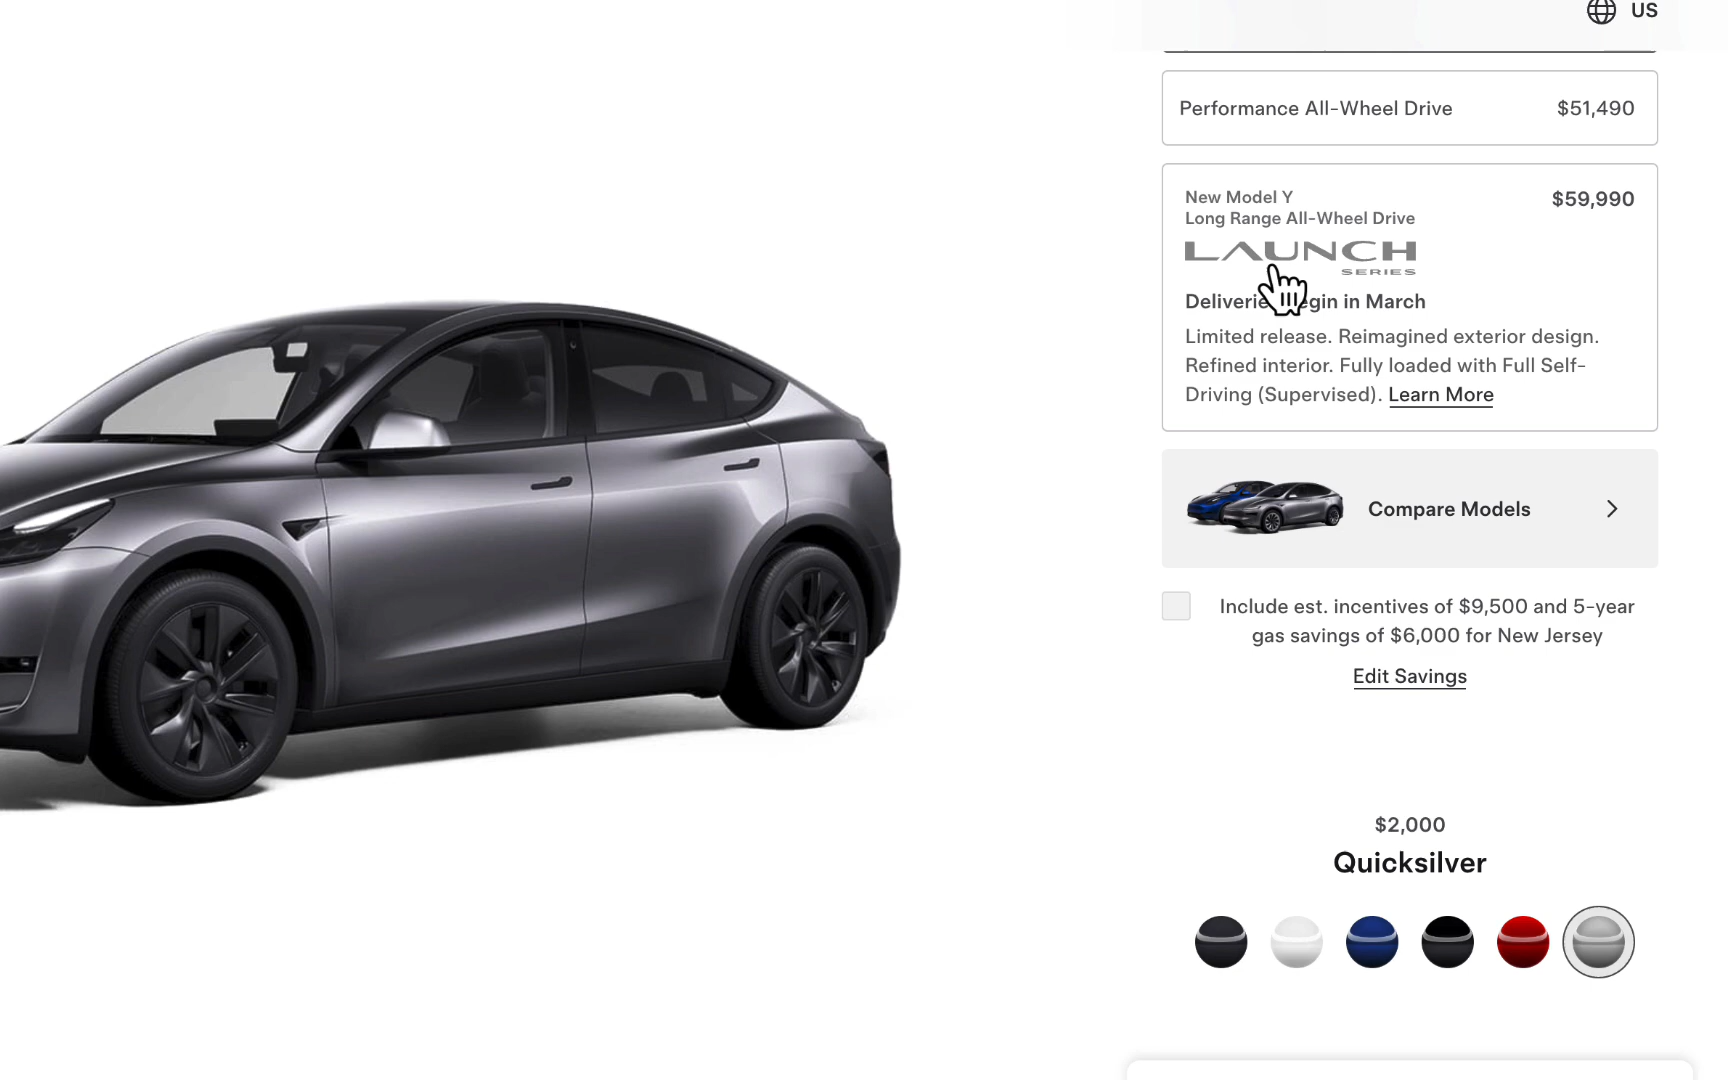 US
Performance All-Wheel Drive $51,490
New Model Y $59,990
Long Range All-Wheel Drive
LAUNCH
SERIES
Deliveries begin in March
Limited release. Reimagined exterior design.
Refined interior. Fully loaded with Full Self-
Driving (Supervised). Learn More
Compare Models
Include est. incentives of $9,500 and 5-year
gas savings of $6,000 for New Jersey
Edit Savings
$2,000
Quicksilver